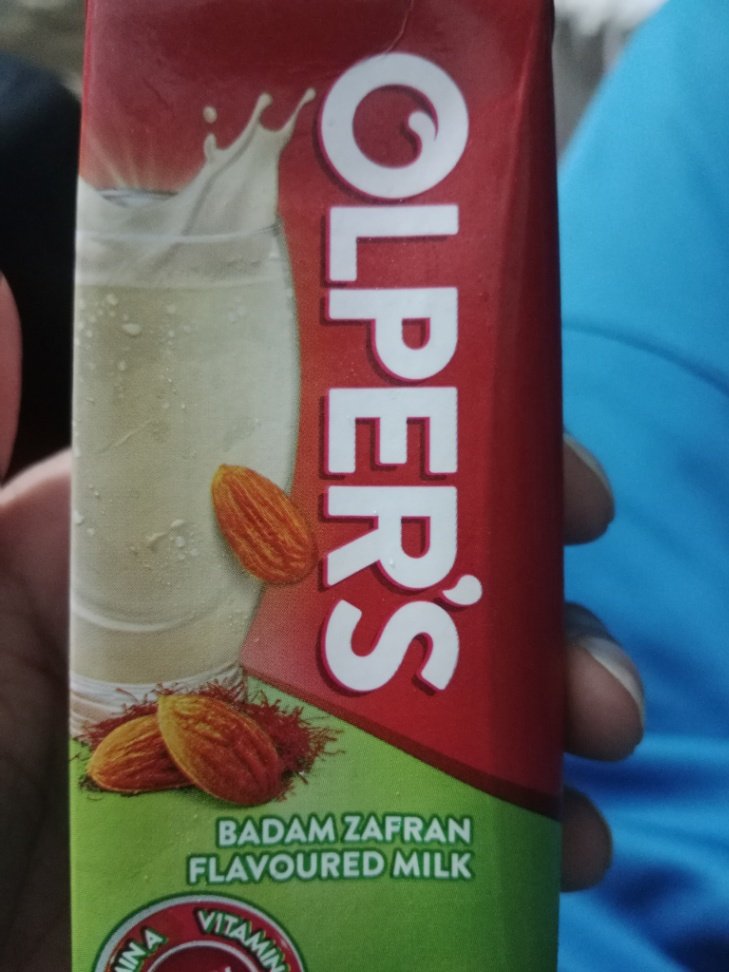 OLPER'S
BADAM ZAFRAN
FLAVOURED MILK
VITAMIN